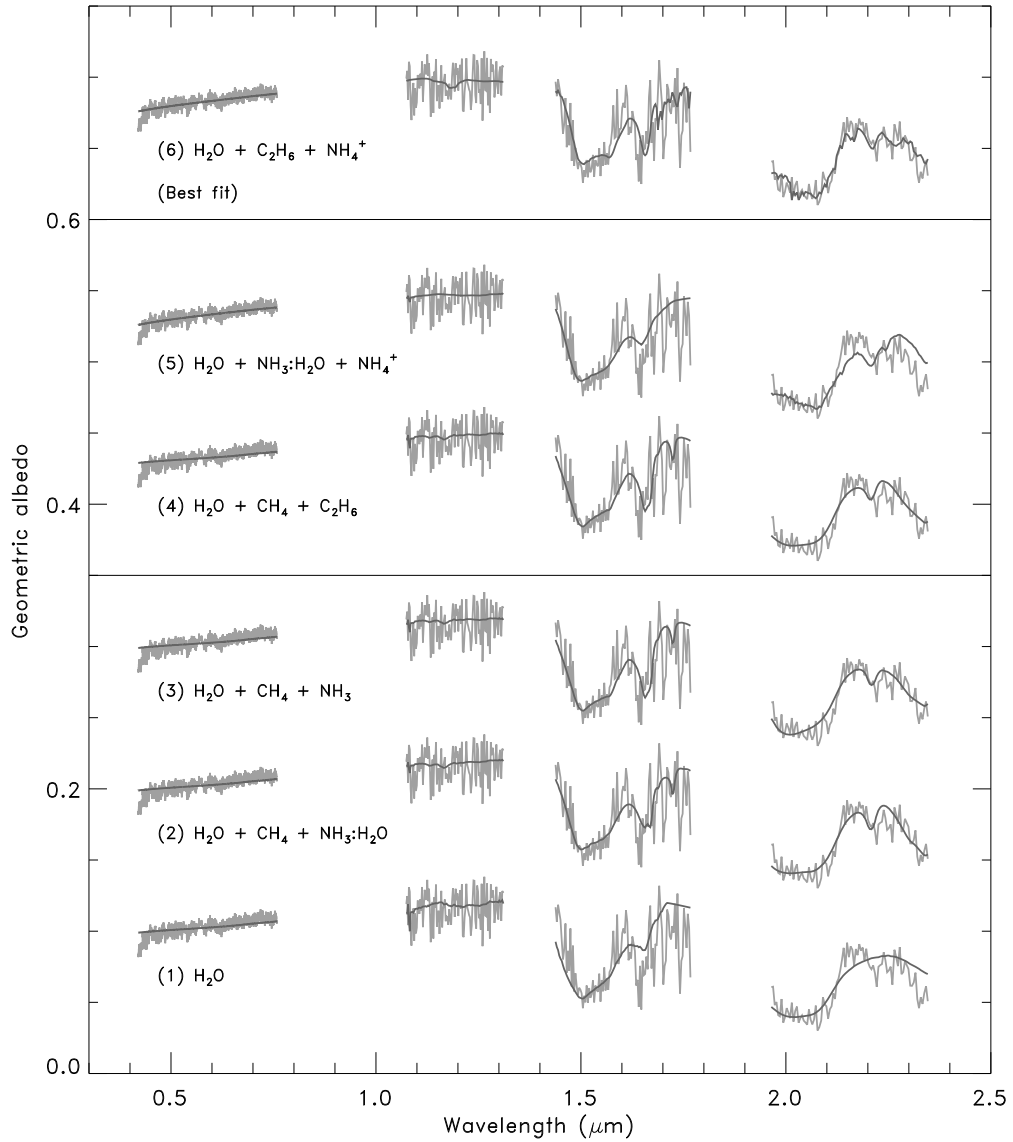 (6) H₂O + C₂H₆ + NH₄⁺
(Best fit)
0.6
(5) H₂O + NH₃:H₂O + NH₄⁺
(4) H₂O + CH₄ + C₂H₆
0.4
Geometric albedo
(3) H₂O + CH₄ + NH₃
0.2
(2) H₂O + CH₄ + NH₃:H₂O
(1) H₂O
0.0
0.5 1.0 1.5 2.0 2.5
Wavelength (μm)